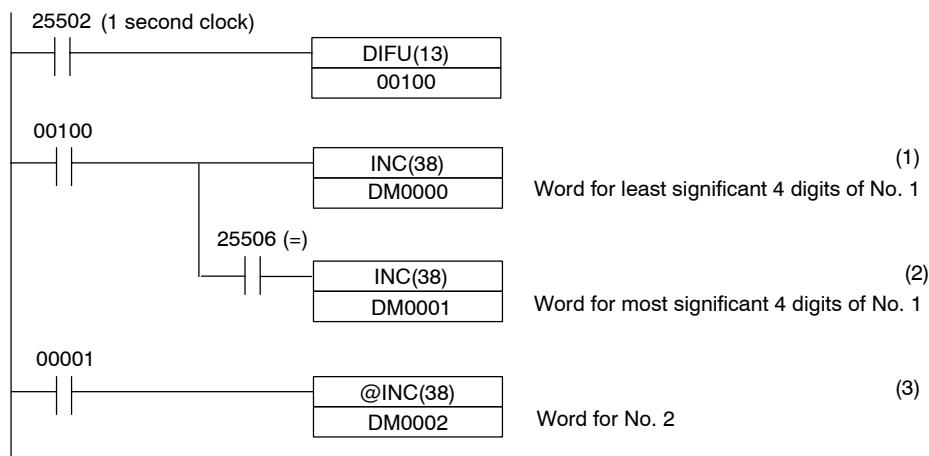 25502 (1 second clock)
DIFU(13)
00100
00100
INC(38)
(1)
DM0000
Word for least significant 4 digits of No. 1
25506 (=)
INC(38)
(2)
DM0001
Word for most significant 4 digits of No. 1
00001
@INC(38)
(3)
DM0002
Word for No. 2